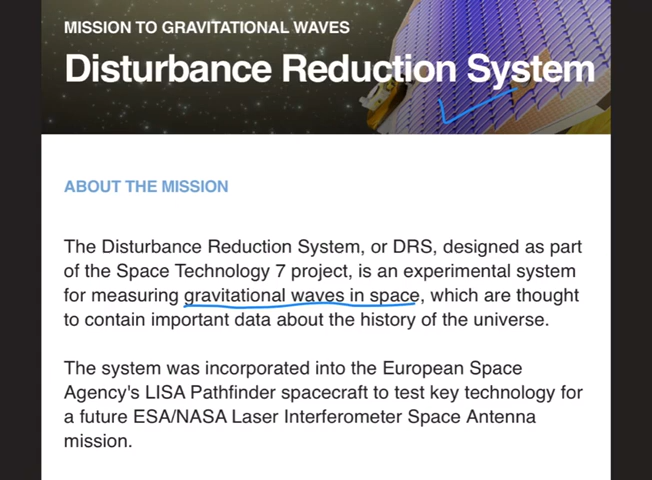 MISSION TO GRAVITATIONAL WAVES
Disturbance Reduction System
ABOUT THE MISSION
The Disturbance Reduction System, or DRS, designed as part
of the Space Technology 7 project, is an experimental system
for measuring gravitational waves in space, which are thought
to contain important data about the history of the universe.
The system was incorporated into the European Space
Agency's LISA Pathfinder spacecraft to test key technology for
a future ESA/NASA Laser Interferometer Space Antenna
mission.